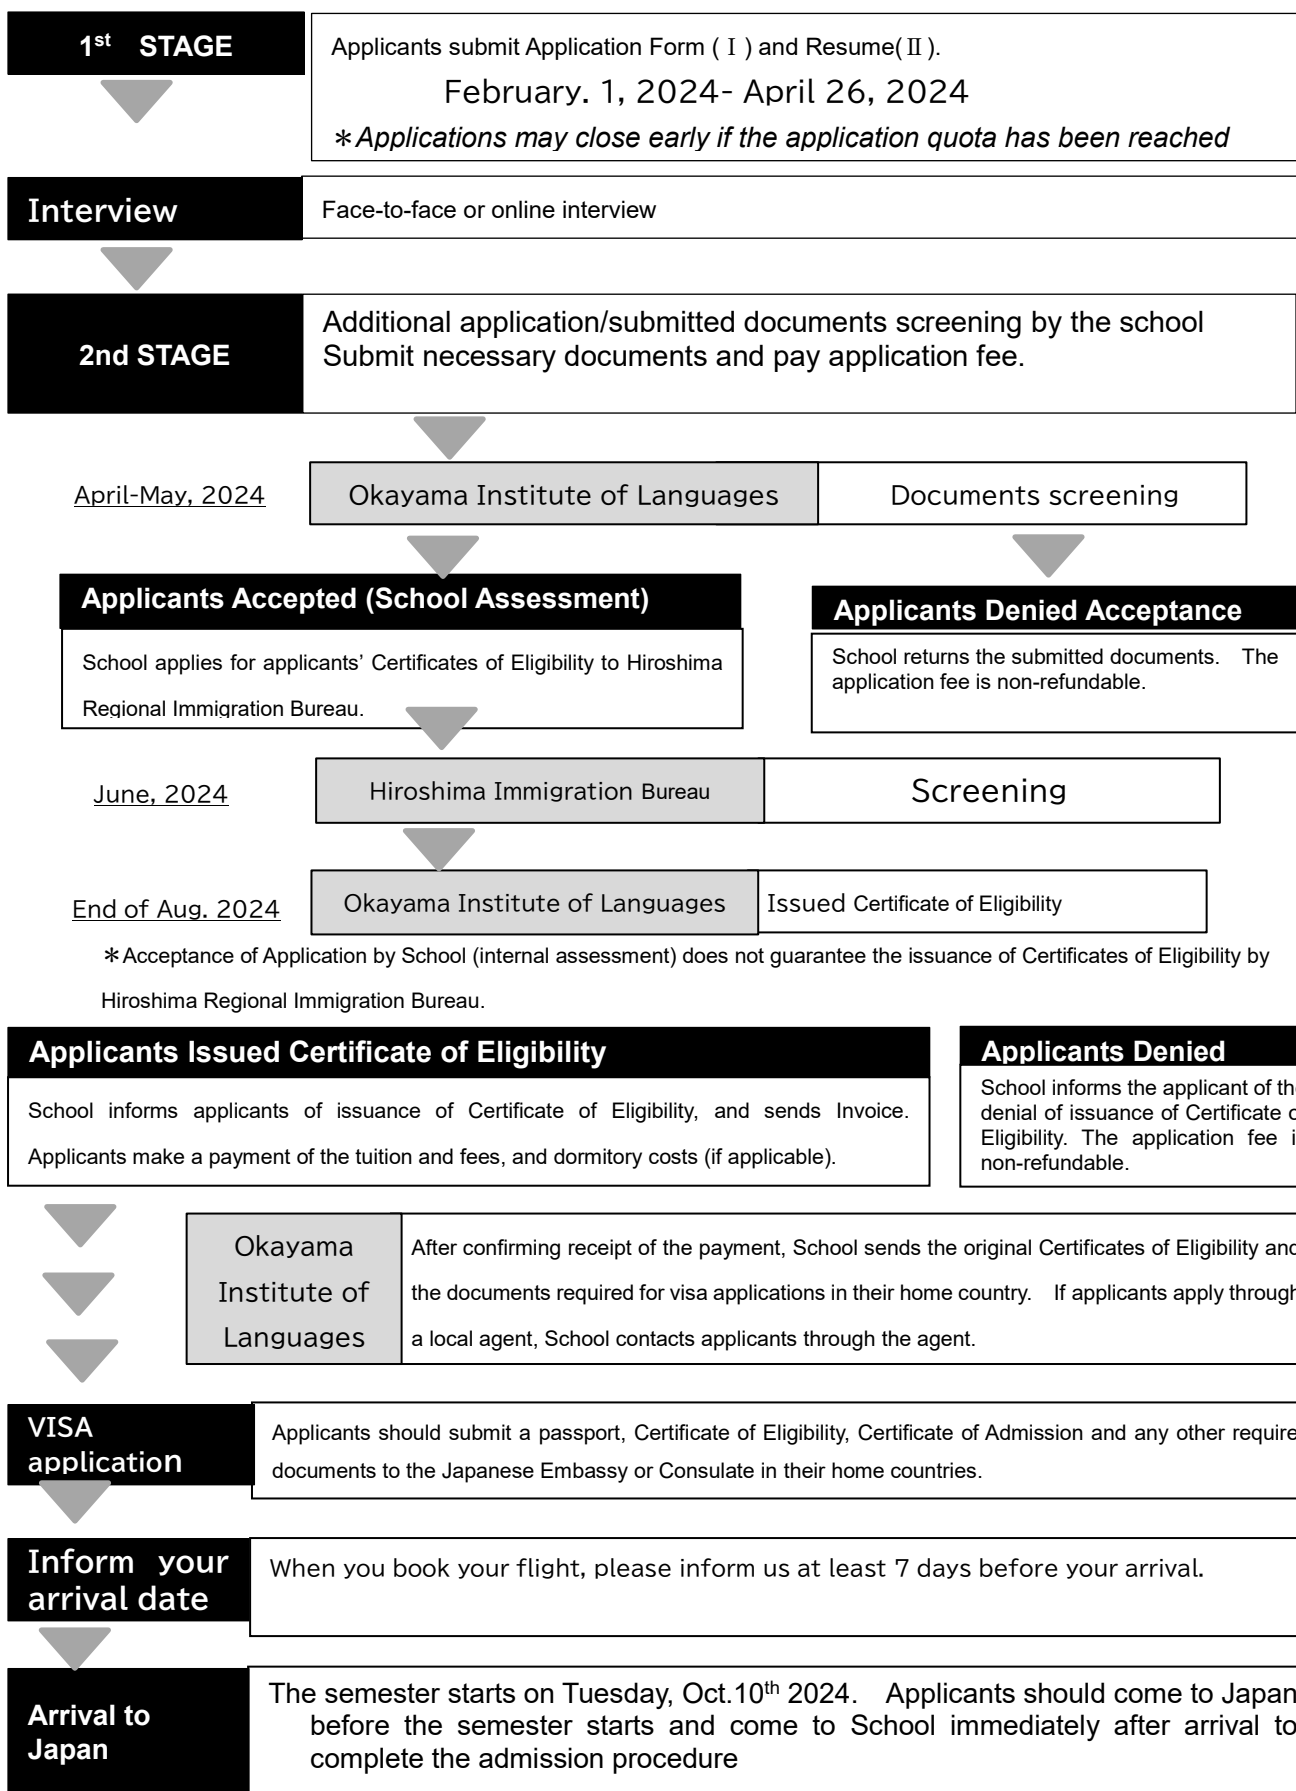 1st STAGE
Applicants submit Application Form ( Ⅰ ) and Resume(Ⅱ).
February. 1, 2024- April 26, 2024
＊Applications may close early if the application quota has been reached
Interview
Face-to-face or online interview
2nd STAGE
Additional application/submitted documents screening by the school
Submit necessary documents and pay application fee.
April-May, 2024
Okayama Institute of Languages
Documents screening
Applicants Accepted (School Assessment)
School applies for applicants’ Certificates of Eligibility to Hiroshima
Regional Immigration Bureau.
Applicants Denied Acceptance
School returns the submitted documents. The
application fee is non-refundable.
June, 2024
Hiroshima Immigration Bureau
Screening
End of Aug. 2024
Okayama Institute of Languages
Issued Certificate of Eligibility
＊Acceptance of Application by School (internal assessment) does not guarantee the issuance of Certificates of Eligibility by
Hiroshima Regional Immigration Bureau.
Applicants Issued Certificate of Eligibility
School informs applicants of issuance of Certificate of Eligibility, and sends Invoice.
Applicants make a payment of the tuition and fees, and dormitory costs (if applicable).
Applicants Denied
School informs the applicant of the
denial of issuance of Certificate o
Eligibility. The application fee i
non-refundable.
Okayama
Institute of
Languages
After confirming receipt of the payment, School sends the original Certificates of Eligibility and
the documents required for visa applications in their home country. If applicants apply through
a local agent, School contacts applicants through the agent.
VISA
application
Applicants should submit a passport, Certificate of Eligibility, Certificate of Admission and any other require
documents to the Japanese Embassy or Consulate in their home countries.
Inform your
arrival date
When you book your flight, please inform us at least 7 days before your arrival.
Arrival to
Japan
The semester starts on Tuesday, Oct.10th 2024. Applicants should come to Japan
before the semester starts and come to School immediately after arrival to
complete the admission procedure